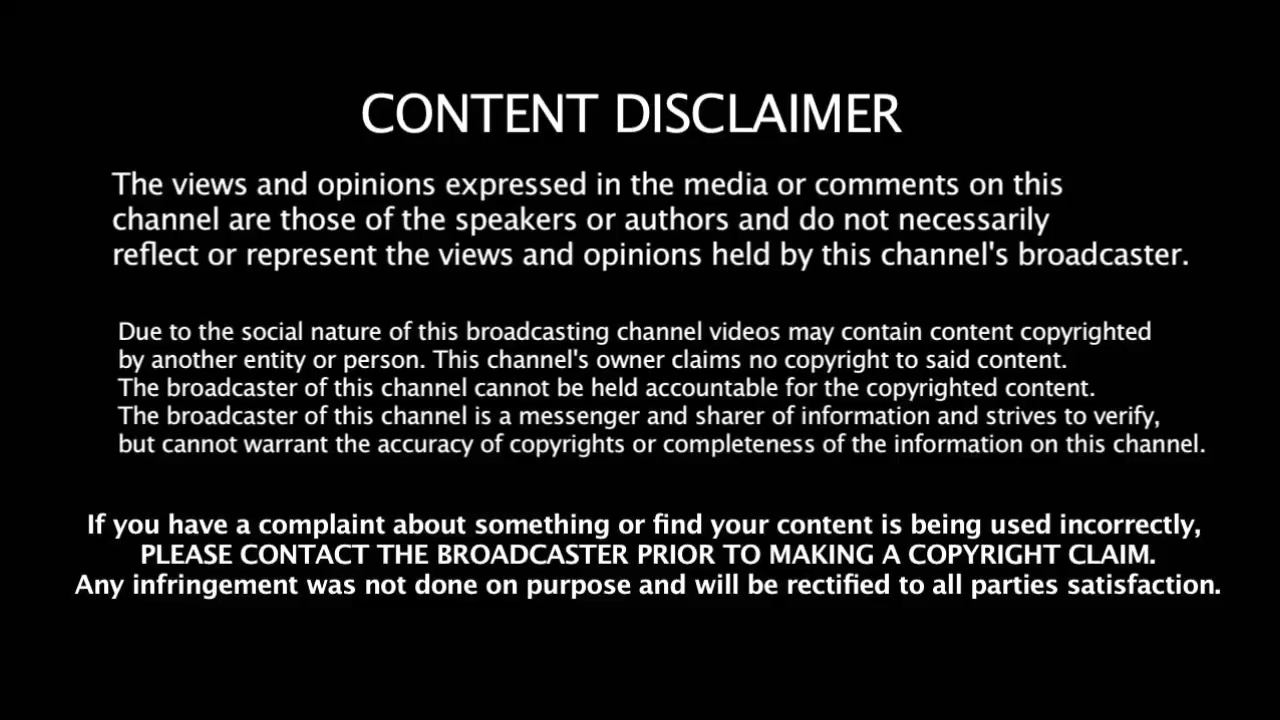 CONTENT DISCLAIMER
The views and opinions expressed in the media or comments on this
channel are those of the speakers or authors and do not necessarily
reflect or represent the views and opinions held by this channel's broadcaster.
Due to the social nature of this broadcasting channel videos may contain content copyrighted
by another entity or person. This channel's owner claims no copyright to said content.
The broadcaster of this channel cannot be held accountable for the copyrighted content.
The broadcaster of this channel is a messenger and sharer of information and strives to verify,
but cannot warrant the accuracy of copyrights or completeness of the information on this channel.
If you have a complaint about something or find your content is being used incorrectly,
PLEASE CONTACT THE BROADCASTER PRIOR TO MAKING A COPYRIGHT CLAIM.
Any infringement was not done on purpose and will be rectified to all parties satisfaction.